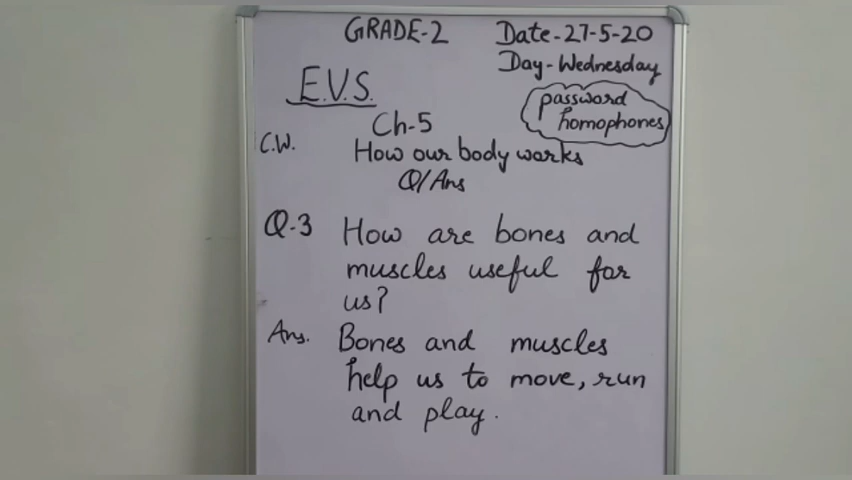 GRADE-2
Date-27-5-20
Day-Wednesday
E.V.S.
password
homophones
Ch-5
C.W.
How our body works
Q/Ans
Q.3 How are bones and
muscles useful for
us?
Ans. Bones and muscles
help us to move, run
and play.